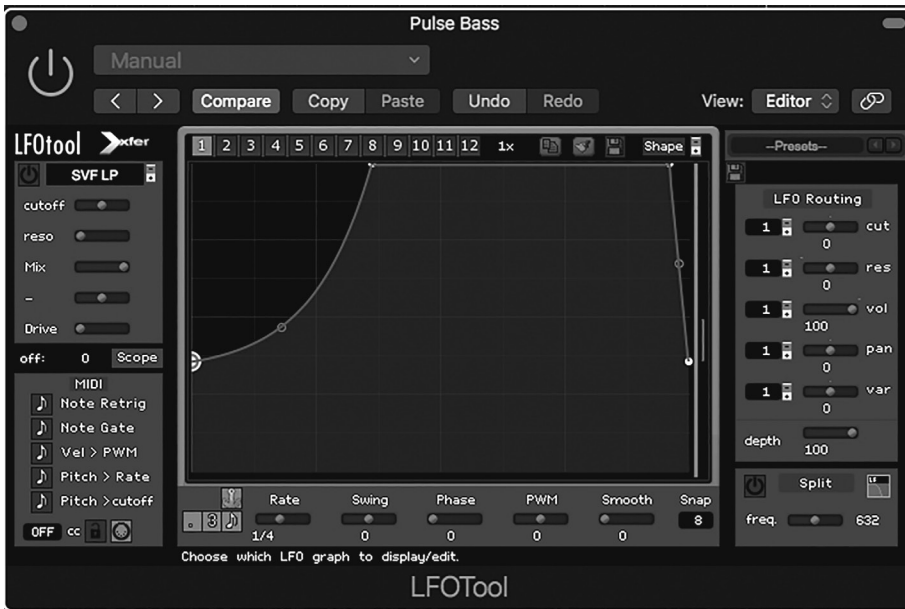 Pulse Bass
Manual
Compare Copy Paste Undo Redo View: Editor
LFOtool xfer
1 2 3 4 5 6 7 8 9 10 11 12 1x Shape
--Presets--
SVF LP
cutoff
reso
Mix
-
Drive
off: 0 Scope
MIDI
Note Retrig
Note Gate
Vel > PWM
Pitch > Rate
Pitch >cutoff
OFF cc
LFO Routing
1 cut
0
1 res
0
1 vol
100
1 pan
0
1 var
0
depth
100
Split
freq. 632
Rate Swing Phase PWM Smooth Snap
. 3
1/4 0 0 0 0 8
Choose which LFO graph to display/edit.
LFOTool